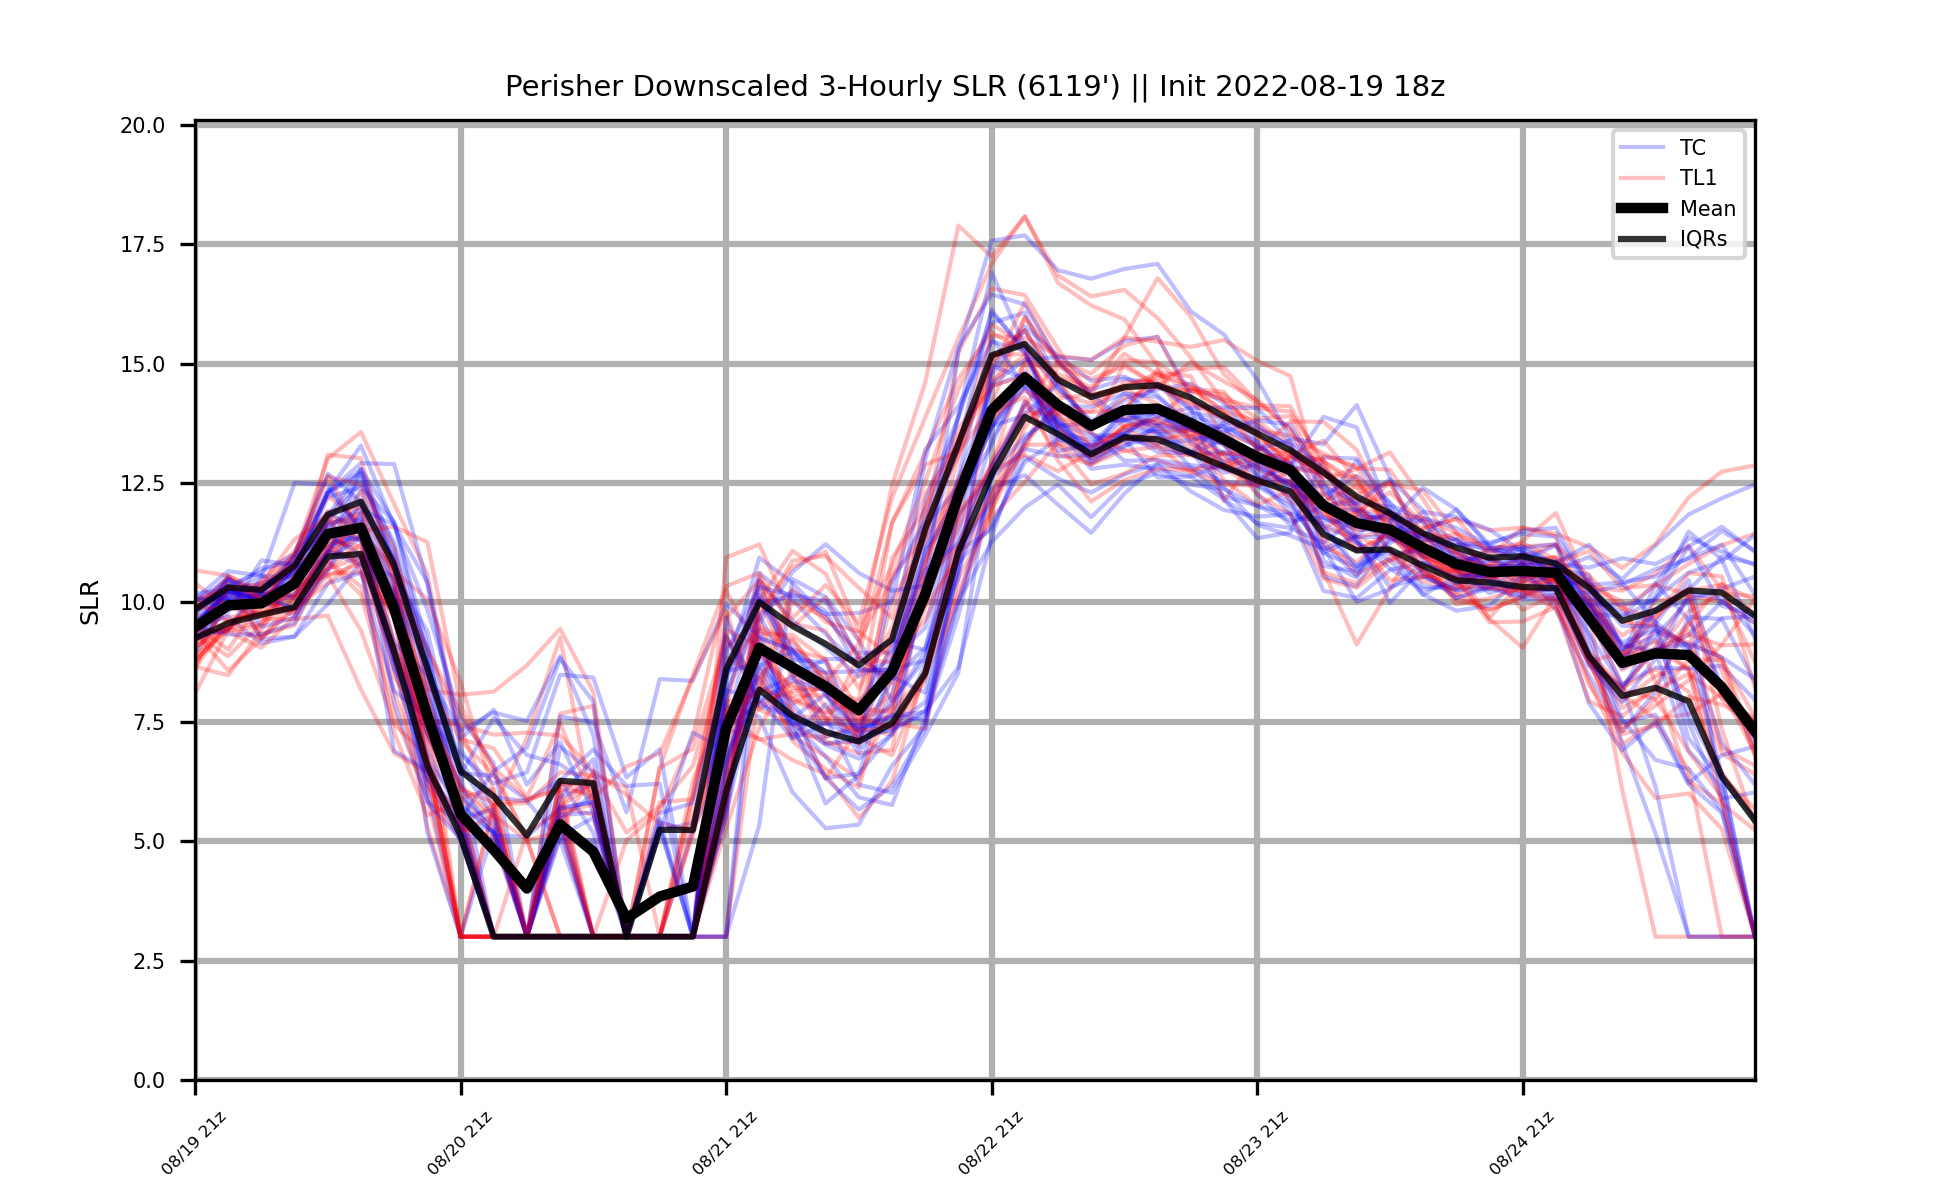 Perisher Downscaled 3-Hourly SLR (6119') || Init 2022-08-19 18z
20.0
17.5
15.0
12.5
10.0
7.5
5.0
2.5
0.0
SLR
TC
TL1
Mean
IQRs
08/19 21z
08/20 21z
08/21 21z
08/22 21z
08/23 21z
08/24 21z